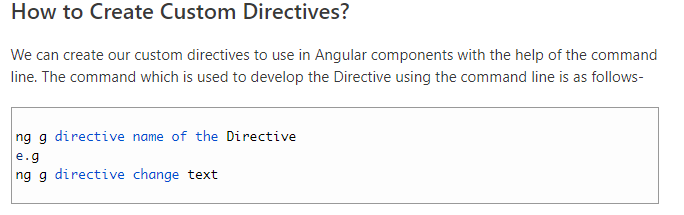 How to Create Custom Directives?
We can create our custom directives to use in Angular components with the help of the command
line. The command which is used to develop the Directive using the command line is as follows-
ng g directive name of the Directive
e.g
ng g directive change text